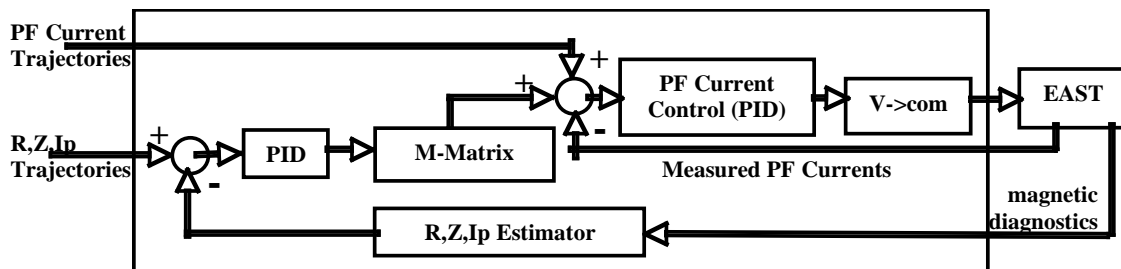 PF Current
Trajectories
+
+
PF Current
Control (PID)
V->com
EAST
R,Z,Ip
Trajectories
+
-
PID
M-Matrix
-
Measured PF Currents
magnetic
diagnostics
R,Z,Ip Estimator